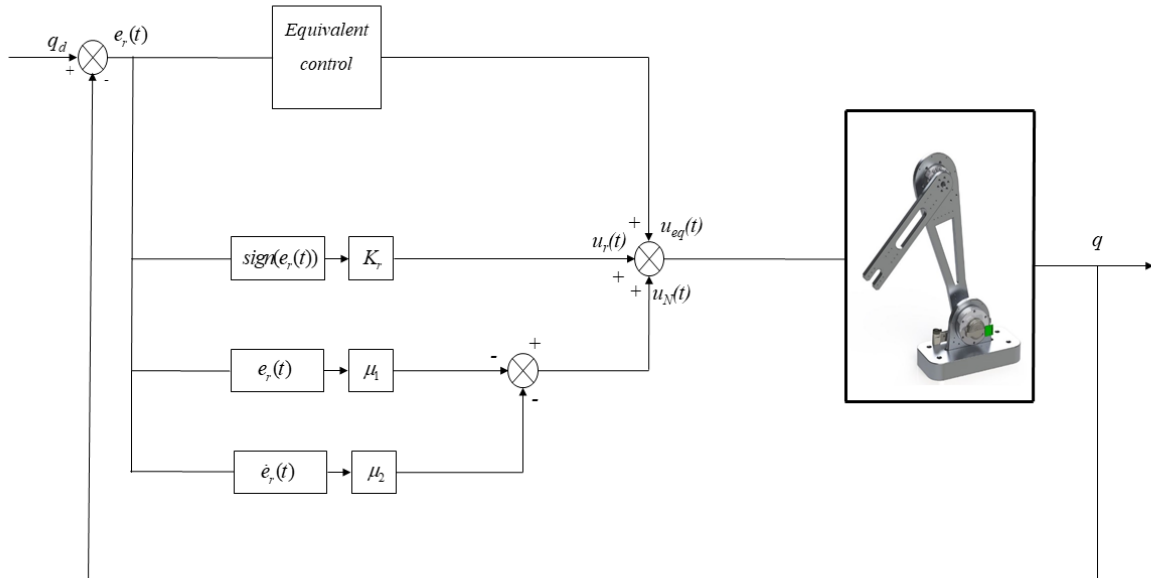 q_d
e_r(t)
+
-
Equivalent
control
+
u_eq(t)
u_r(t)
+
+
u_N(t)
sign(e_r(t))
K_r
q
e_r(t)
μ_1
-
+
-
ė_r(t)
μ_2